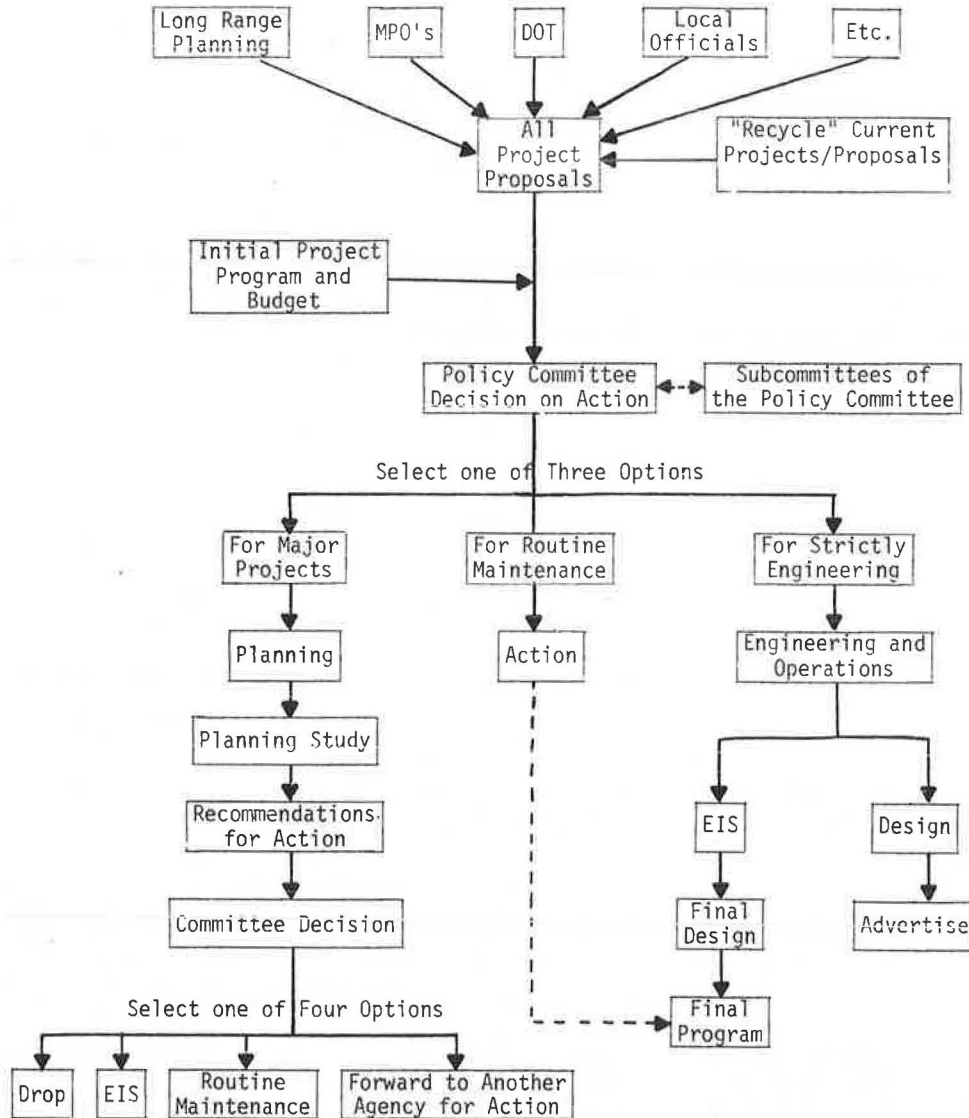 Long Range
Planning
MPO's
DOT
Local
Officials
Etc.
All
Project
Proposals
"Recycle" Current
Projects/Proposals
Initial Project
Program and
Budget
Policy Committee
Decision on Action
Subcommittees of
the Policy Committee
Select one of Three Options
For Major
Projects
For Routine
Maintenance
For Strictly
Engineering
Planning
Action
Engineering and
Operations
Planning Study
Recommendations
for Action
EIS
Design
Committee Decision
Final
Design
Advertise
Select one of Four Options
Final
Program
Drop
EIS
Routine
Maintenance
Forward to Another
Agency for Action